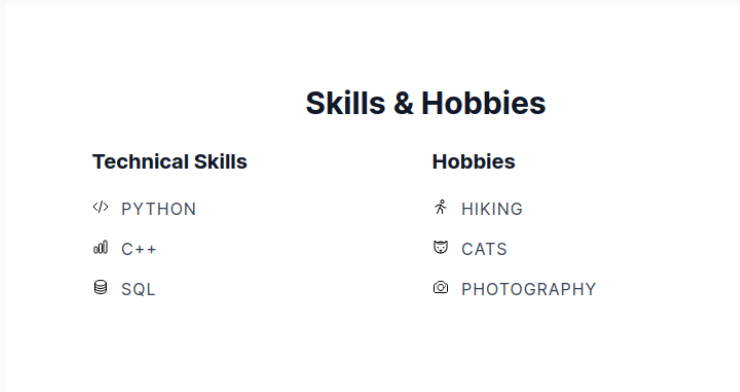 Skills & Hobbies
Technical Skills
PYTHON
C++
SQL
Hobbies
HIKING
CATS
PHOTOGRAPHY